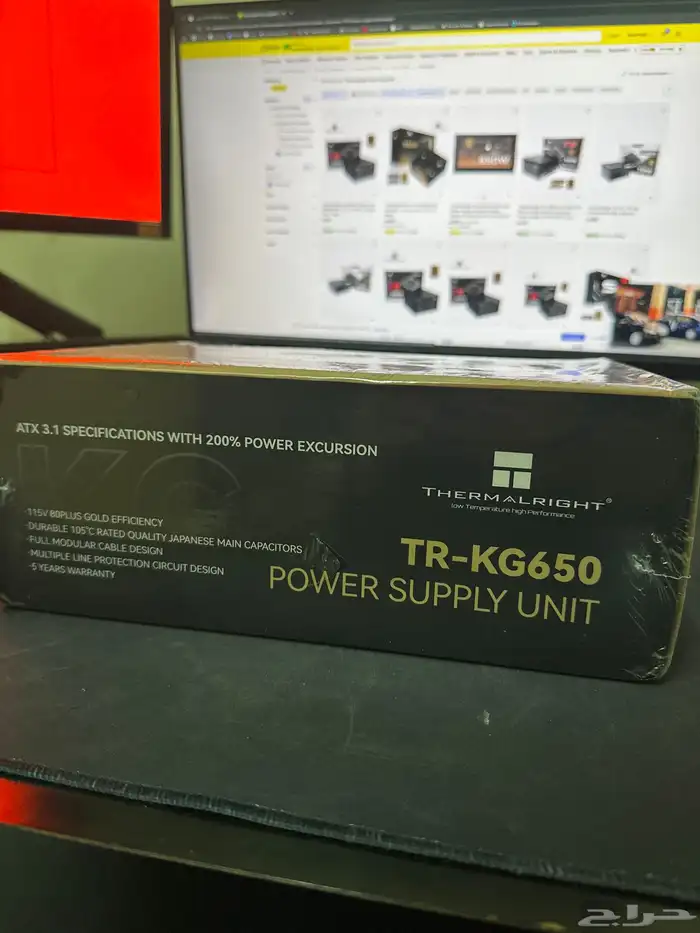 ATX 3.1 SPECIFICATIONS WITH 200% POWER EXCURSION
KG
·115V 80PLUS GOLD EFFICIENCY
·DURABLE 105℃ RATED QUALITY JAPANESE MAIN CAPACITORS
·FULL MODULAR CABLE DESIGN
·MULTIPLE LINE PROTECTION CIRCUIT DESIGN
·5 YEARS WARRANTY
THERMALRIGHT®
low Temperature high Performance
TR-KG650
POWER SUPPLY UNIT
حراج